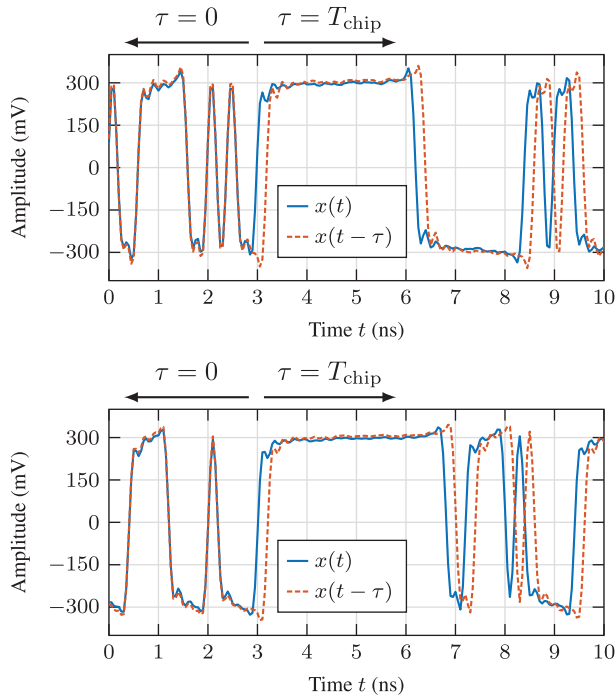 τ = 0 τ = T_chip
300
150
0
−150
−300
Amplitude (mV)
x(t)
x(t − τ)
0 1 2 3 4 5 6 7 8 9 10
Time t (ns)
τ = 0 τ = T_chip
300
150
0
−150
−300
Amplitude (mV)
x(t)
x(t − τ)
0 1 2 3 4 5 6 7 8 9 10
Time t (ns)